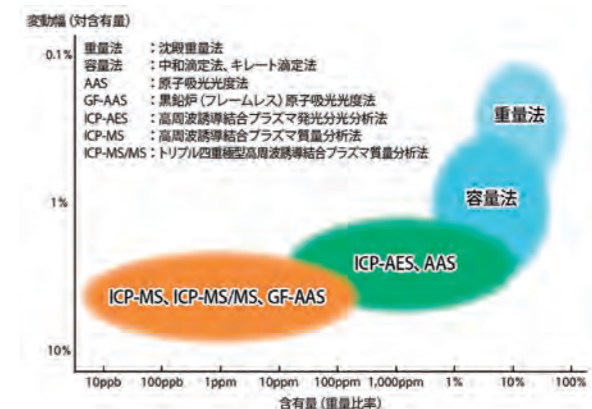 変動幅（対含有量）
0.1%
重量法　：沈殿重量法
容量法　：中和滴定法、キレート滴定法
AAS　：原子吸光光度法
GF-AAS　：黒鉛炉（フレームレス）原子吸光光度法
ICP-AES　：高周波誘導結合プラズマ発光分光分析法
ICP-MS　：高周波誘導結合プラズマ質量分析法
ICP-MS/MS：トリプル四重極型高周波誘導結合プラズマ質量分析法
重量法
1%
容量法
ICP-AES、AAS
ICP-MS、ICP-MS/MS、GF-AAS
10%
10ppb 100ppb 1ppm 10ppm 100ppm 1,000ppm 1% 10% 100%
含有量（重量比率）